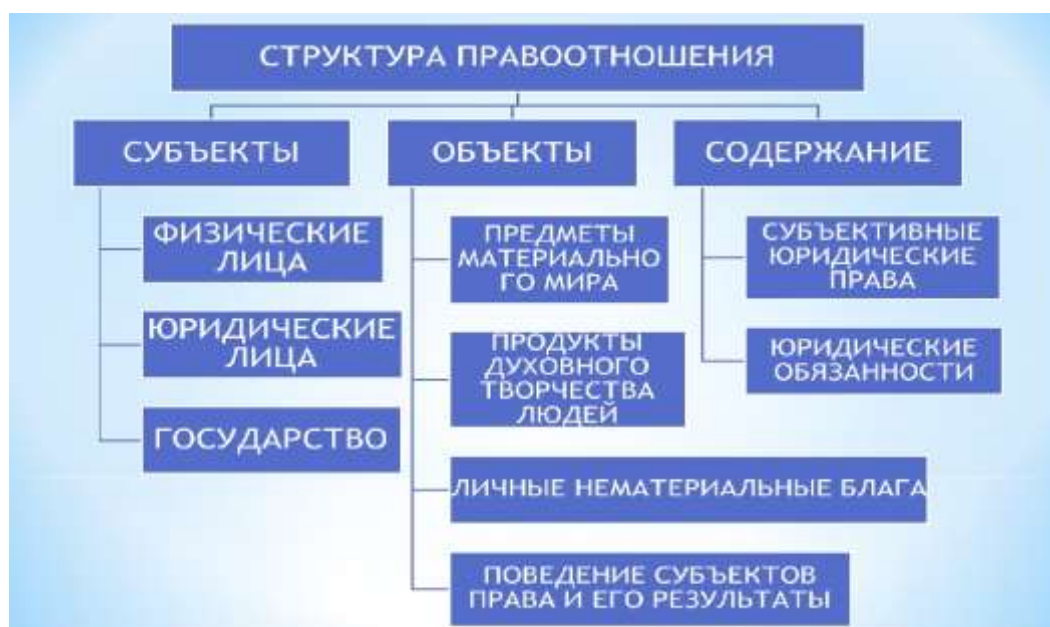 СТРУКТУРА ПРАВООТНОШЕНИЯ
СУБЪЕКТЫ
ФИЗИЧЕСКИЕ
ЛИЦА
ЮРИДИЧЕСКИЕ
ЛИЦА
ГОСУДАРСТВО
ОБЪЕКТЫ
ПРЕДМЕТЫ
МАТЕРИАЛЬНО
ГО МИРА
ПРОДУКТЫ
ДУХОВНОГО
ТВОРЧЕСТВА
ЛЮДЕЙ
ЛИЧНЫЕ НЕМАТЕРИАЛЬНЫЕ БЛАГА
ПОВЕДЕНИЕ СУБЪЕКТОВ
ПРАВА И ЕГО РЕЗУЛЬТАТЫ
СОДЕРЖАНИЕ
СУБЪЕКТИВНЫЕ
ЮРИДИЧЕСКИЕ
ПРАВА
ЮРИДИЧЕСКИЕ
ОБЯЗАННОСТИ